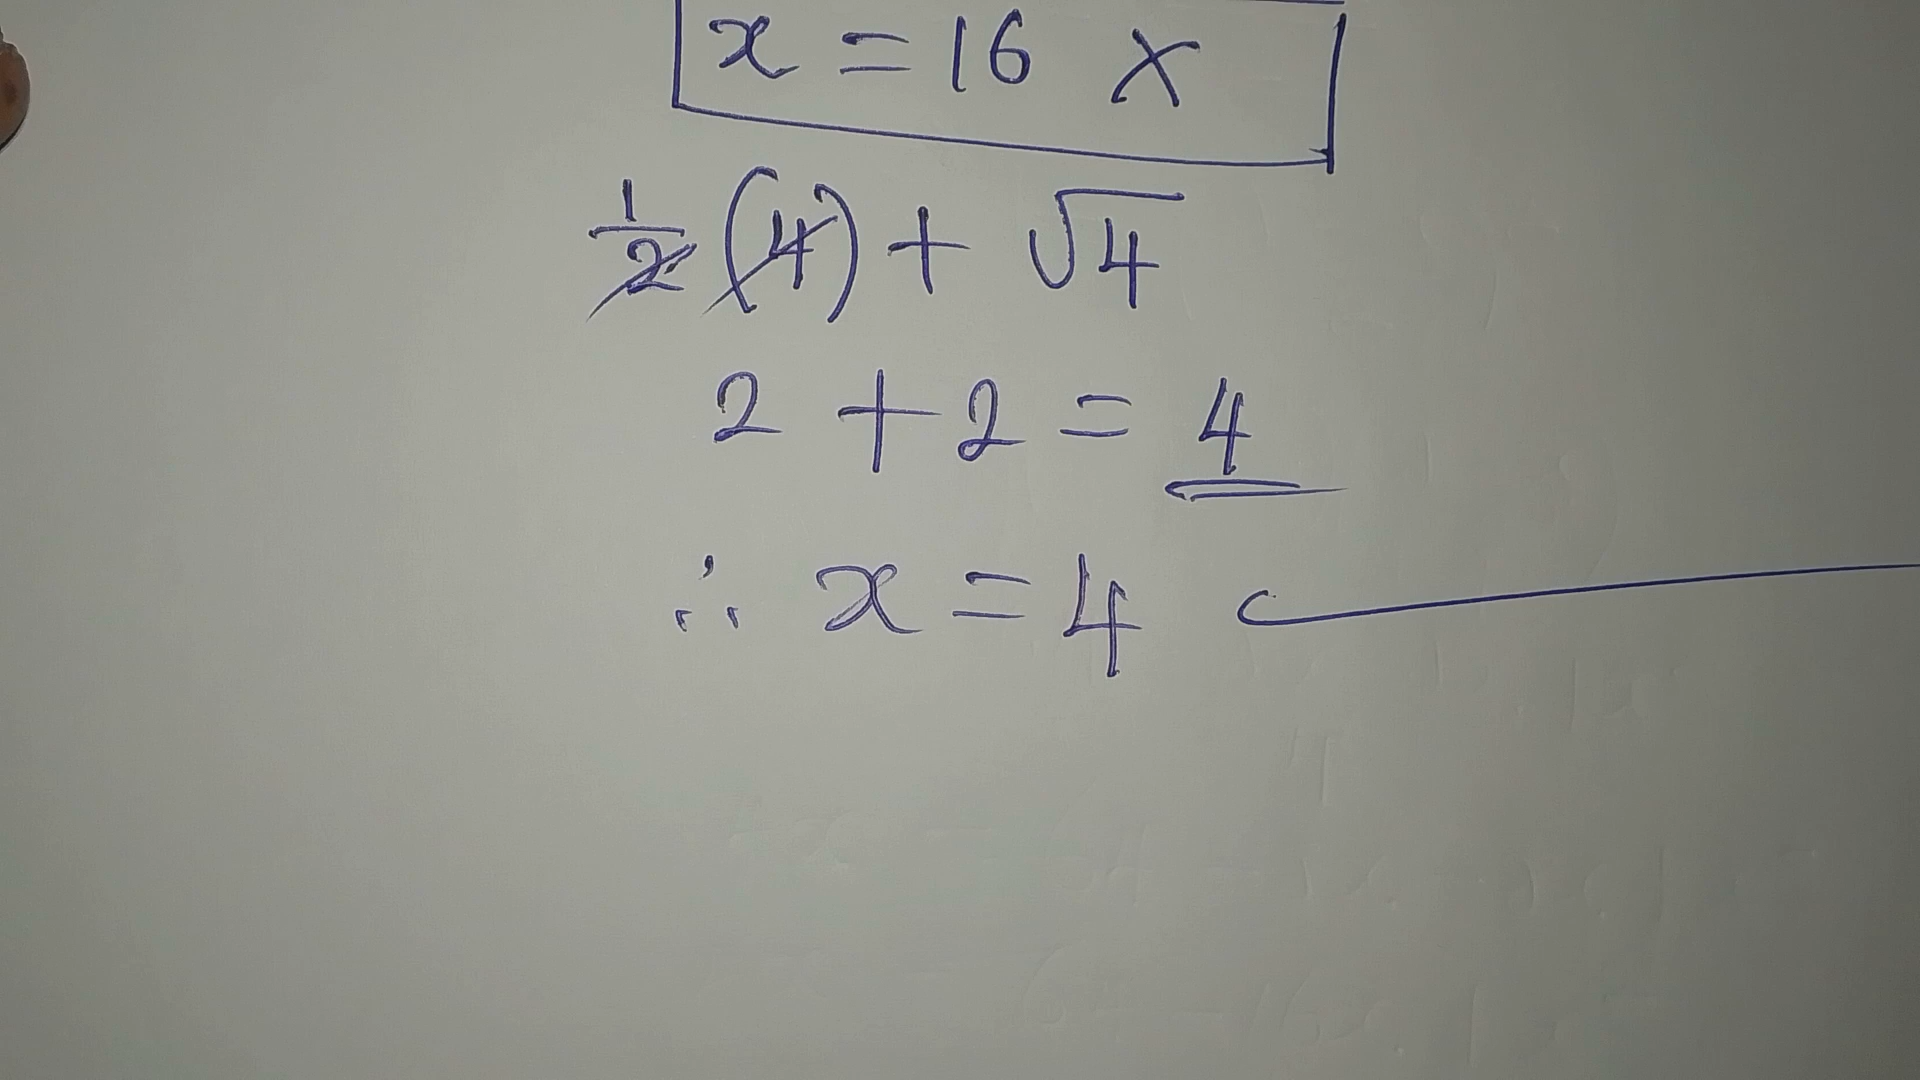 x = 16 x
1/2 (4) + √4
2 + 2 = 4
∴ x = 4